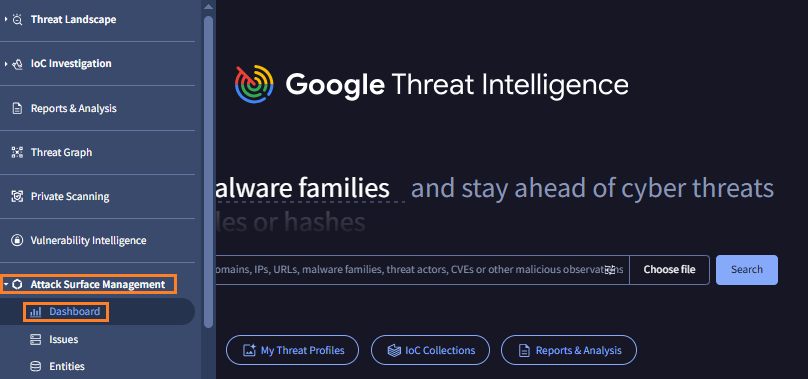 Threat Landscape
IoC Investigation
Reports & Analysis
Threat Graph
Private Scanning
Vulnerability Intelligence
Attack Surface Management
Dashboard
Issues
Entities
Google Threat Intelligence
alware families and stay ahead of cyber threats
les or hashes
omains, IPs, URLs, malware families, threat actors, CVEs or other malicious observations
Choose file
Search
My Threat Profiles
IoC Collections
Reports & Analysis